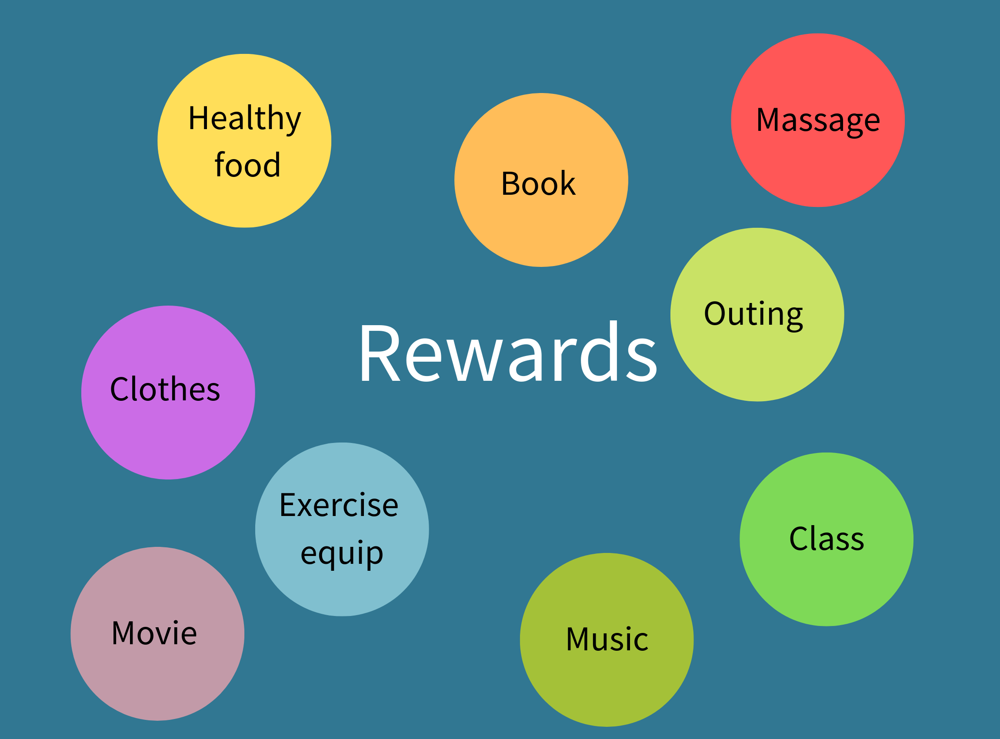 Healthy
food
Book
Massage
Outing
Rewards
Clothes
Exercise
equip
Class
Movie
Music